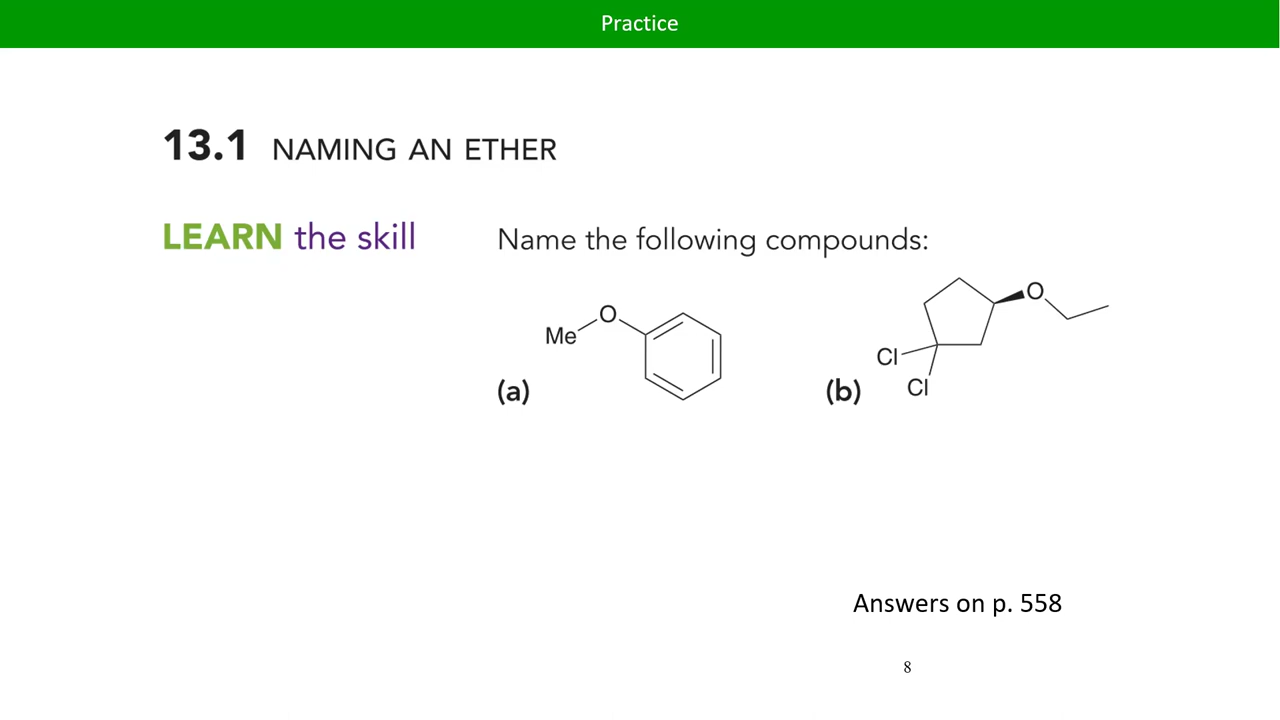 Practice
13.1 NAMING AN ETHER
LEARN the skill
Name the following compounds:
Me
O
(a)
O
Cl
Cl
(b)
Answers on p. 558
8